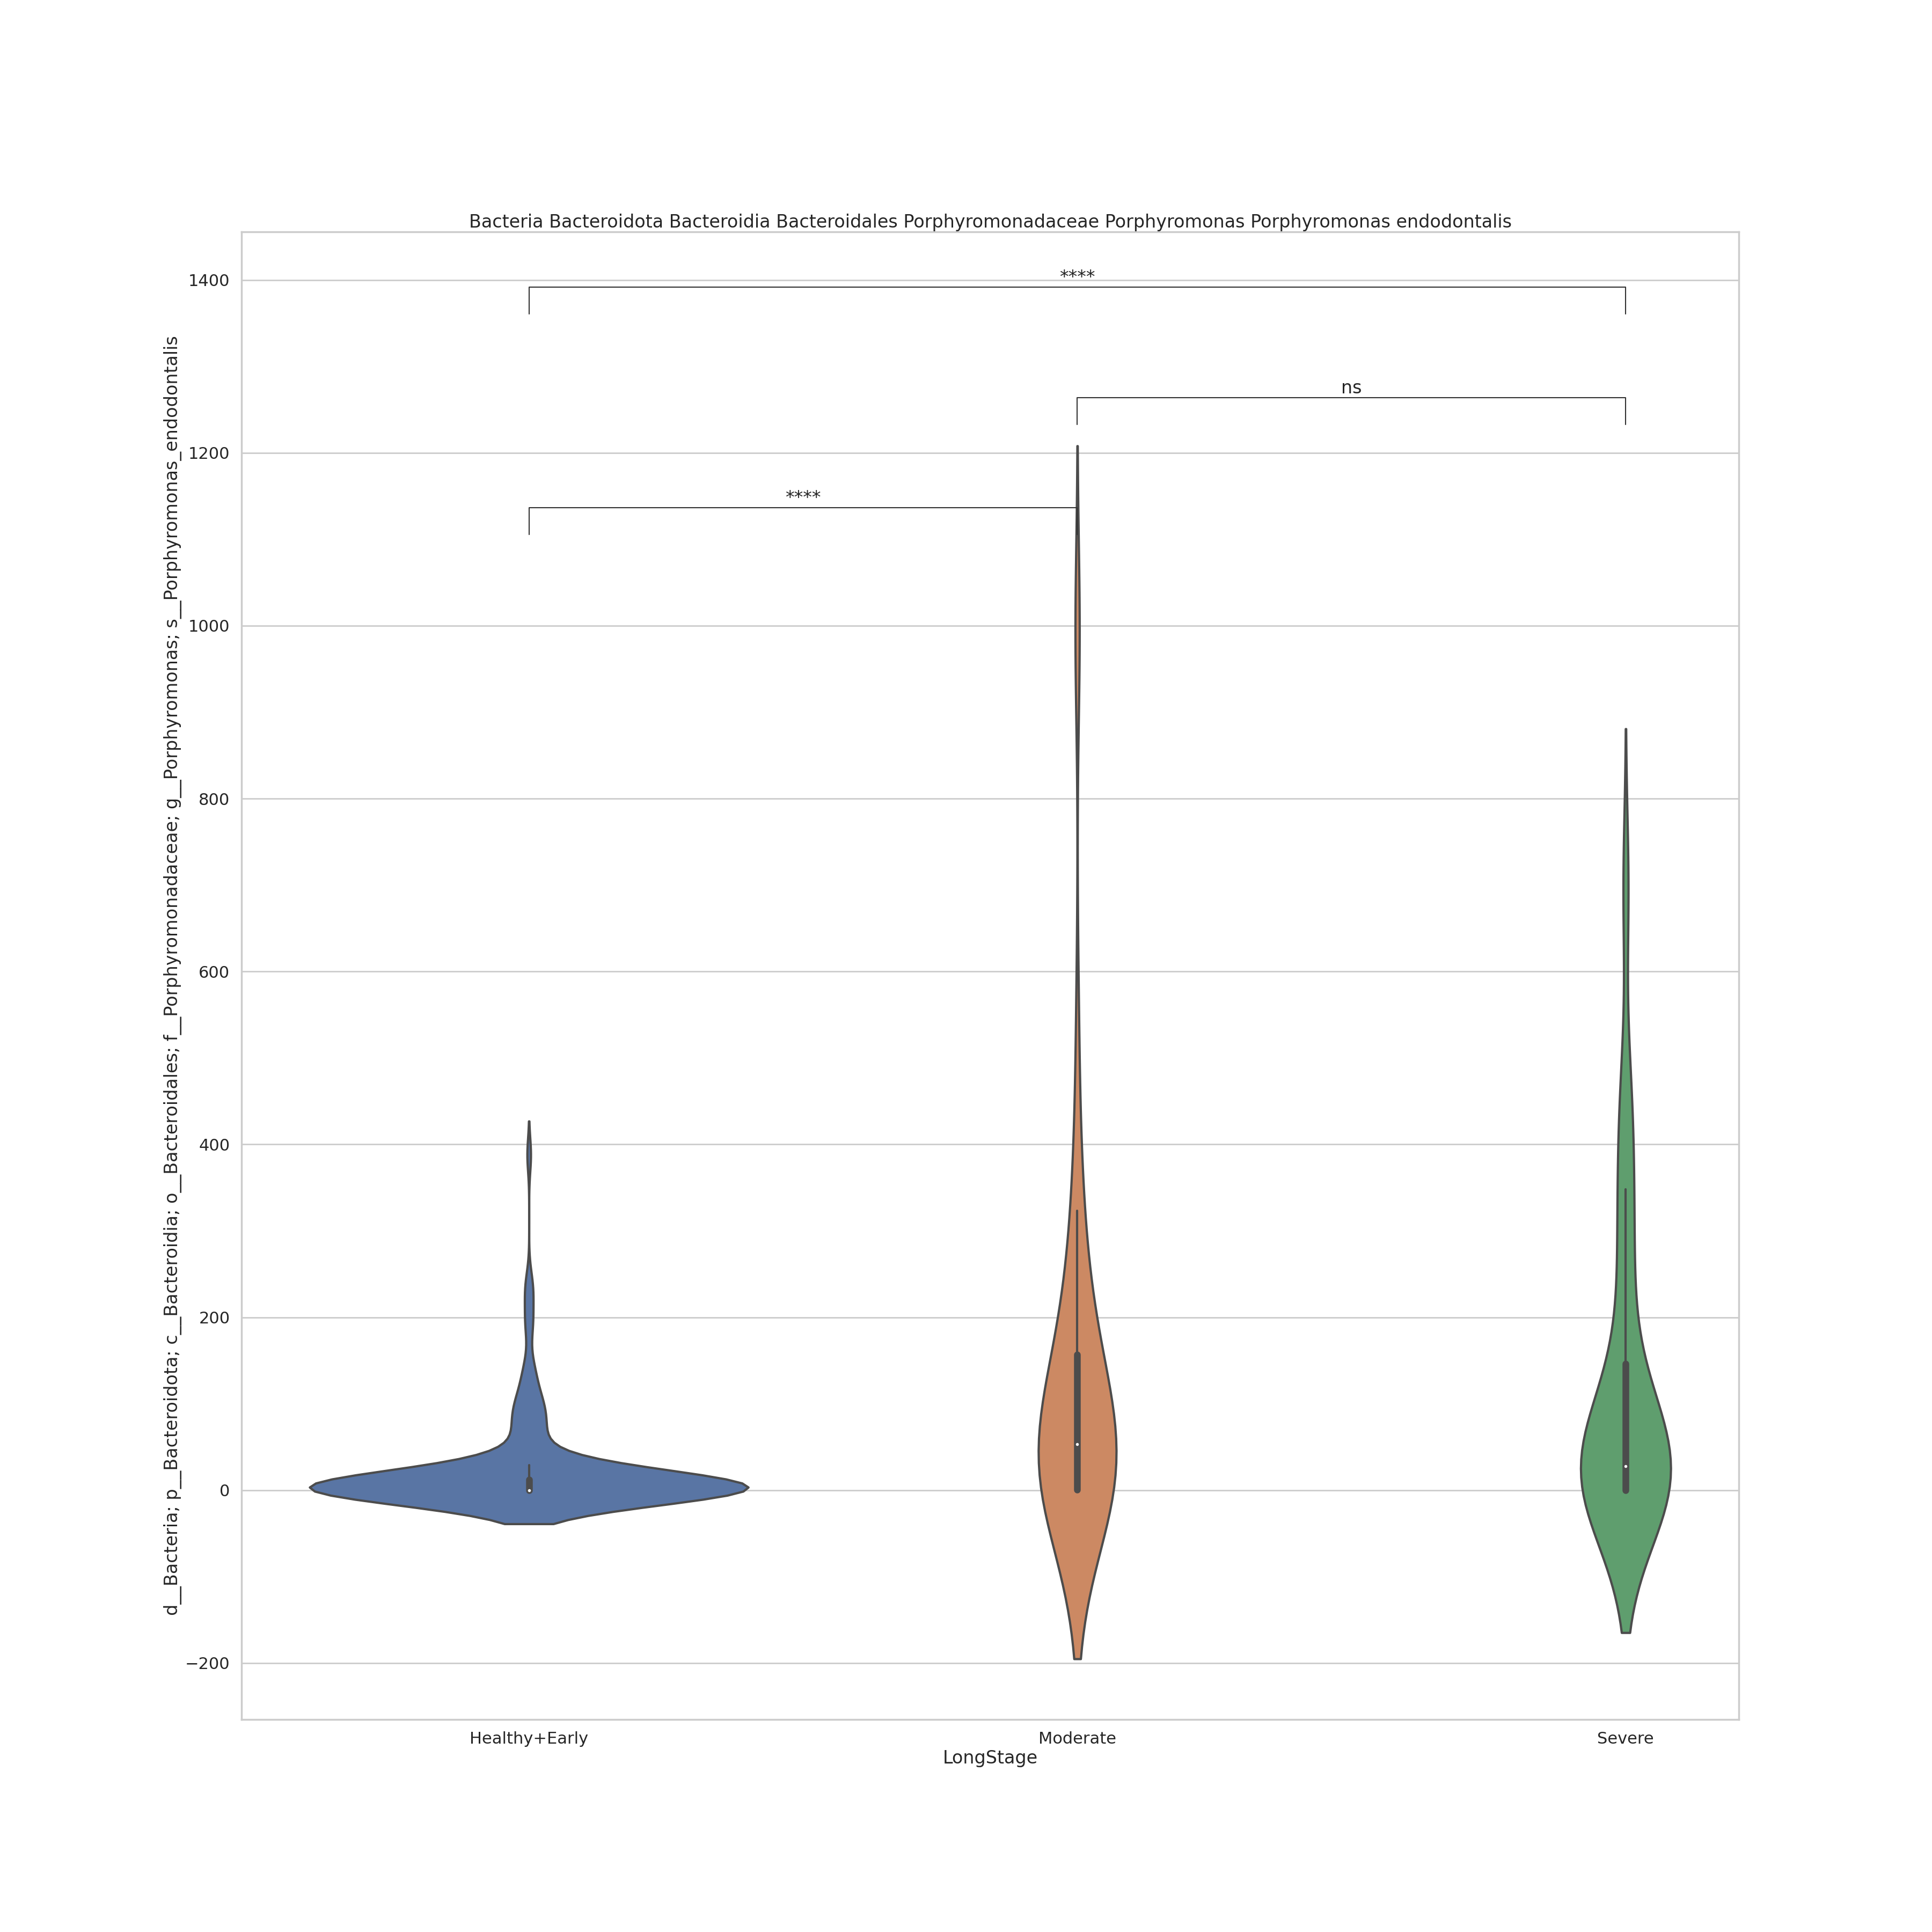 Bacteria Bacteroidota Bacteroidia Bacteroidales Porphyromonadaceae Porphyromonas Porphyromonas endodontalis
d__Bacteria; p__Bacteroidota; c__Bacteroidia; o__Bacteroidales; f__Porphyromonadaceae; g__Porphyromonas; s__Porphyromonas_endodontalis
1400
1200
1000
800
600
400
200
0
−200
****
ns
****
Healthy+Early
Moderate
Severe
LongStage